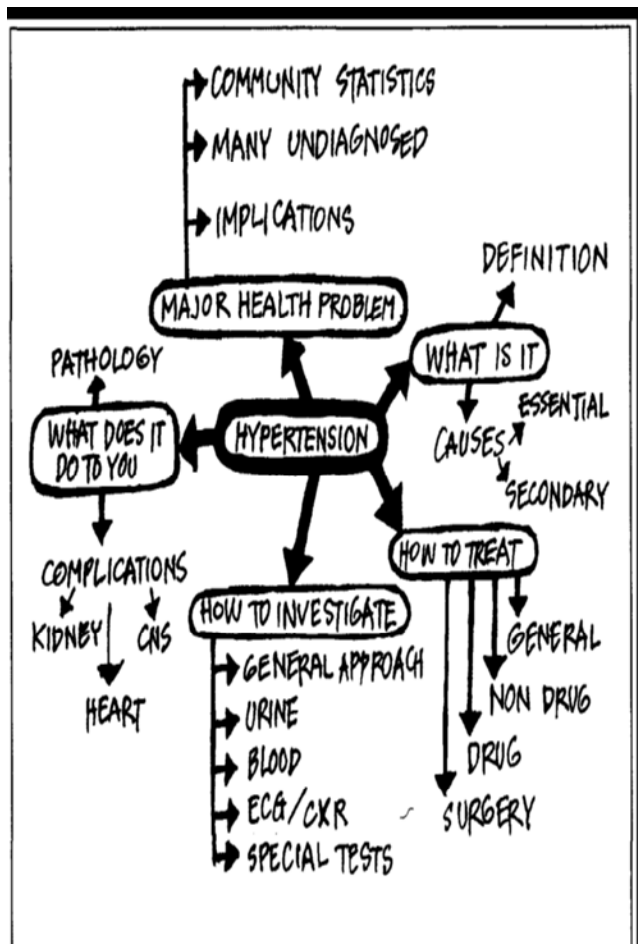 COMMUNITY STATISTICS
MANY UNDIAGNOSED
IMPLICATIONS
MAJOR HEALTH PROBLEM
DEFINITION
WHAT IS IT
CAUSES
ESSENTIAL
SECONDARY
PATHOLOGY
WHAT DOES IT
DO TO YOU
HYPERTENSION
COMPLICATIONS
KIDNEY
CNS
HEART
HOW TO INVESTIGATE
GENERAL APPROACH
URINE
BLOOD
ECG/CXR
SPECIAL TESTS
HOW TO TREAT
GENERAL
NON DRUG
DRUG
SURGERY